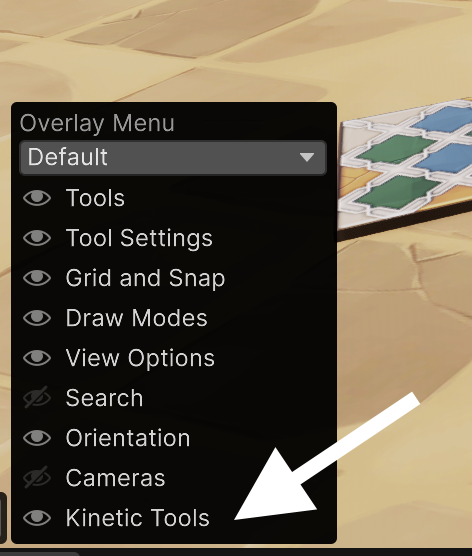 Overlay Menu
Default
Tools
Tool Settings
Grid and Snap
Draw Modes
View Options
Search
Orientation
Cameras
Kinetic Tools